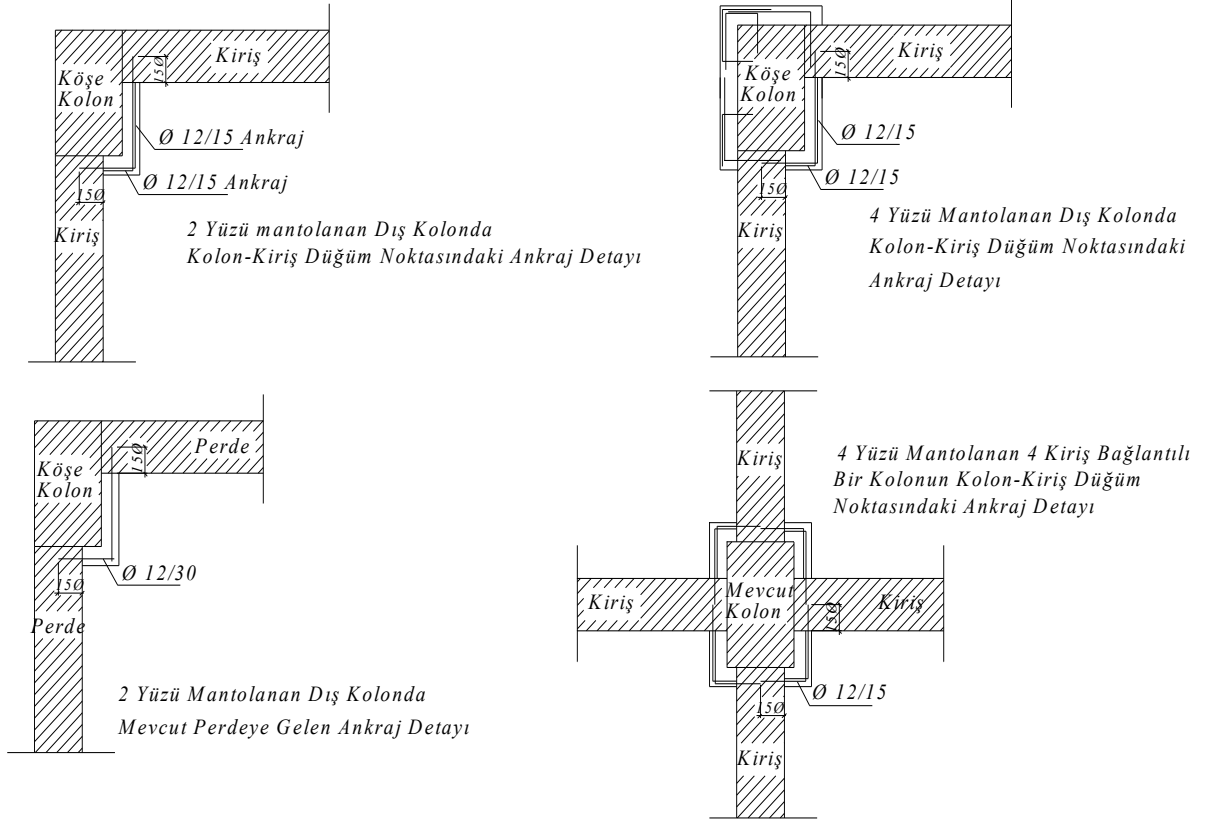 Kiriş
15Ø
Köşe
Kolon
Ø 12/15 Ankraj
Ø 12/15 Ankraj
15Ø
Kiriş
2 Yüzü mantolanan Dış Kolonda
Kolon-Kiriş Düğüm Noktasındaki Ankraj Detayı
Kiriş
15Ø
Köşe
Kolon
Ø 12/15
Ø 12/15
15Ø
Kiriş
4 Yüzü Mantolanan Dış Kolonda
Kolon-Kiriş Düğüm Noktasındaki
Ankraj Detayı
Perde
15Ø
Köşe
Kolon
Ø 12/30
15Ø
Perde
2 Yüzü Mantolanan Dış Kolonda
Mevcut Perdeye Gelen Ankraj Detayı
Kiriş
4 Yüzü Mantolanan 4 Kiriş Bağlantılı
Bir Kolonun Kolon-Kiriş Düğüm
Noktasındaki Ankraj Detayı
Kiriş
Mevcut
Kolon
Kiriş
15Ø
Ø 12/15
15Ø
Kiriş